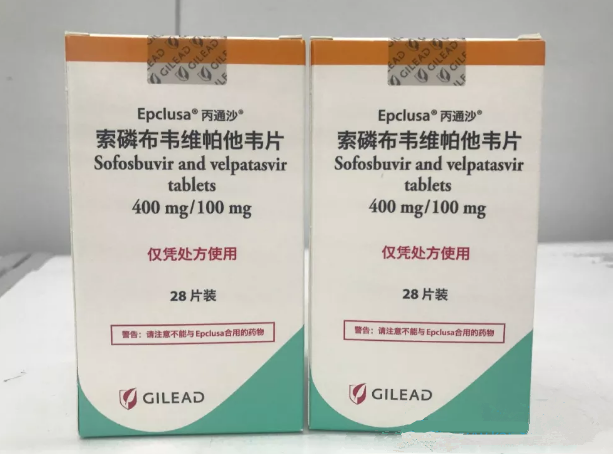 GILEAD
Epclusa® 丙通沙®
索磷布韦维帕他韦片
Sofosbuvir and velpatasvir
tablets
400 mg/100 mg
仅凭处方使用
28 片装
警告：请注意不能与Epclusa合用的药物
GILEAD
GILEAD
Epclusa® 丙通沙®
索磷布韦维帕他韦片
Sofosbuvir and velpatasvir
tablets
400 mg/100 mg
仅凭处方使用
28 片装
警告：请注意不能与Epclusa合用的药物
GILEAD